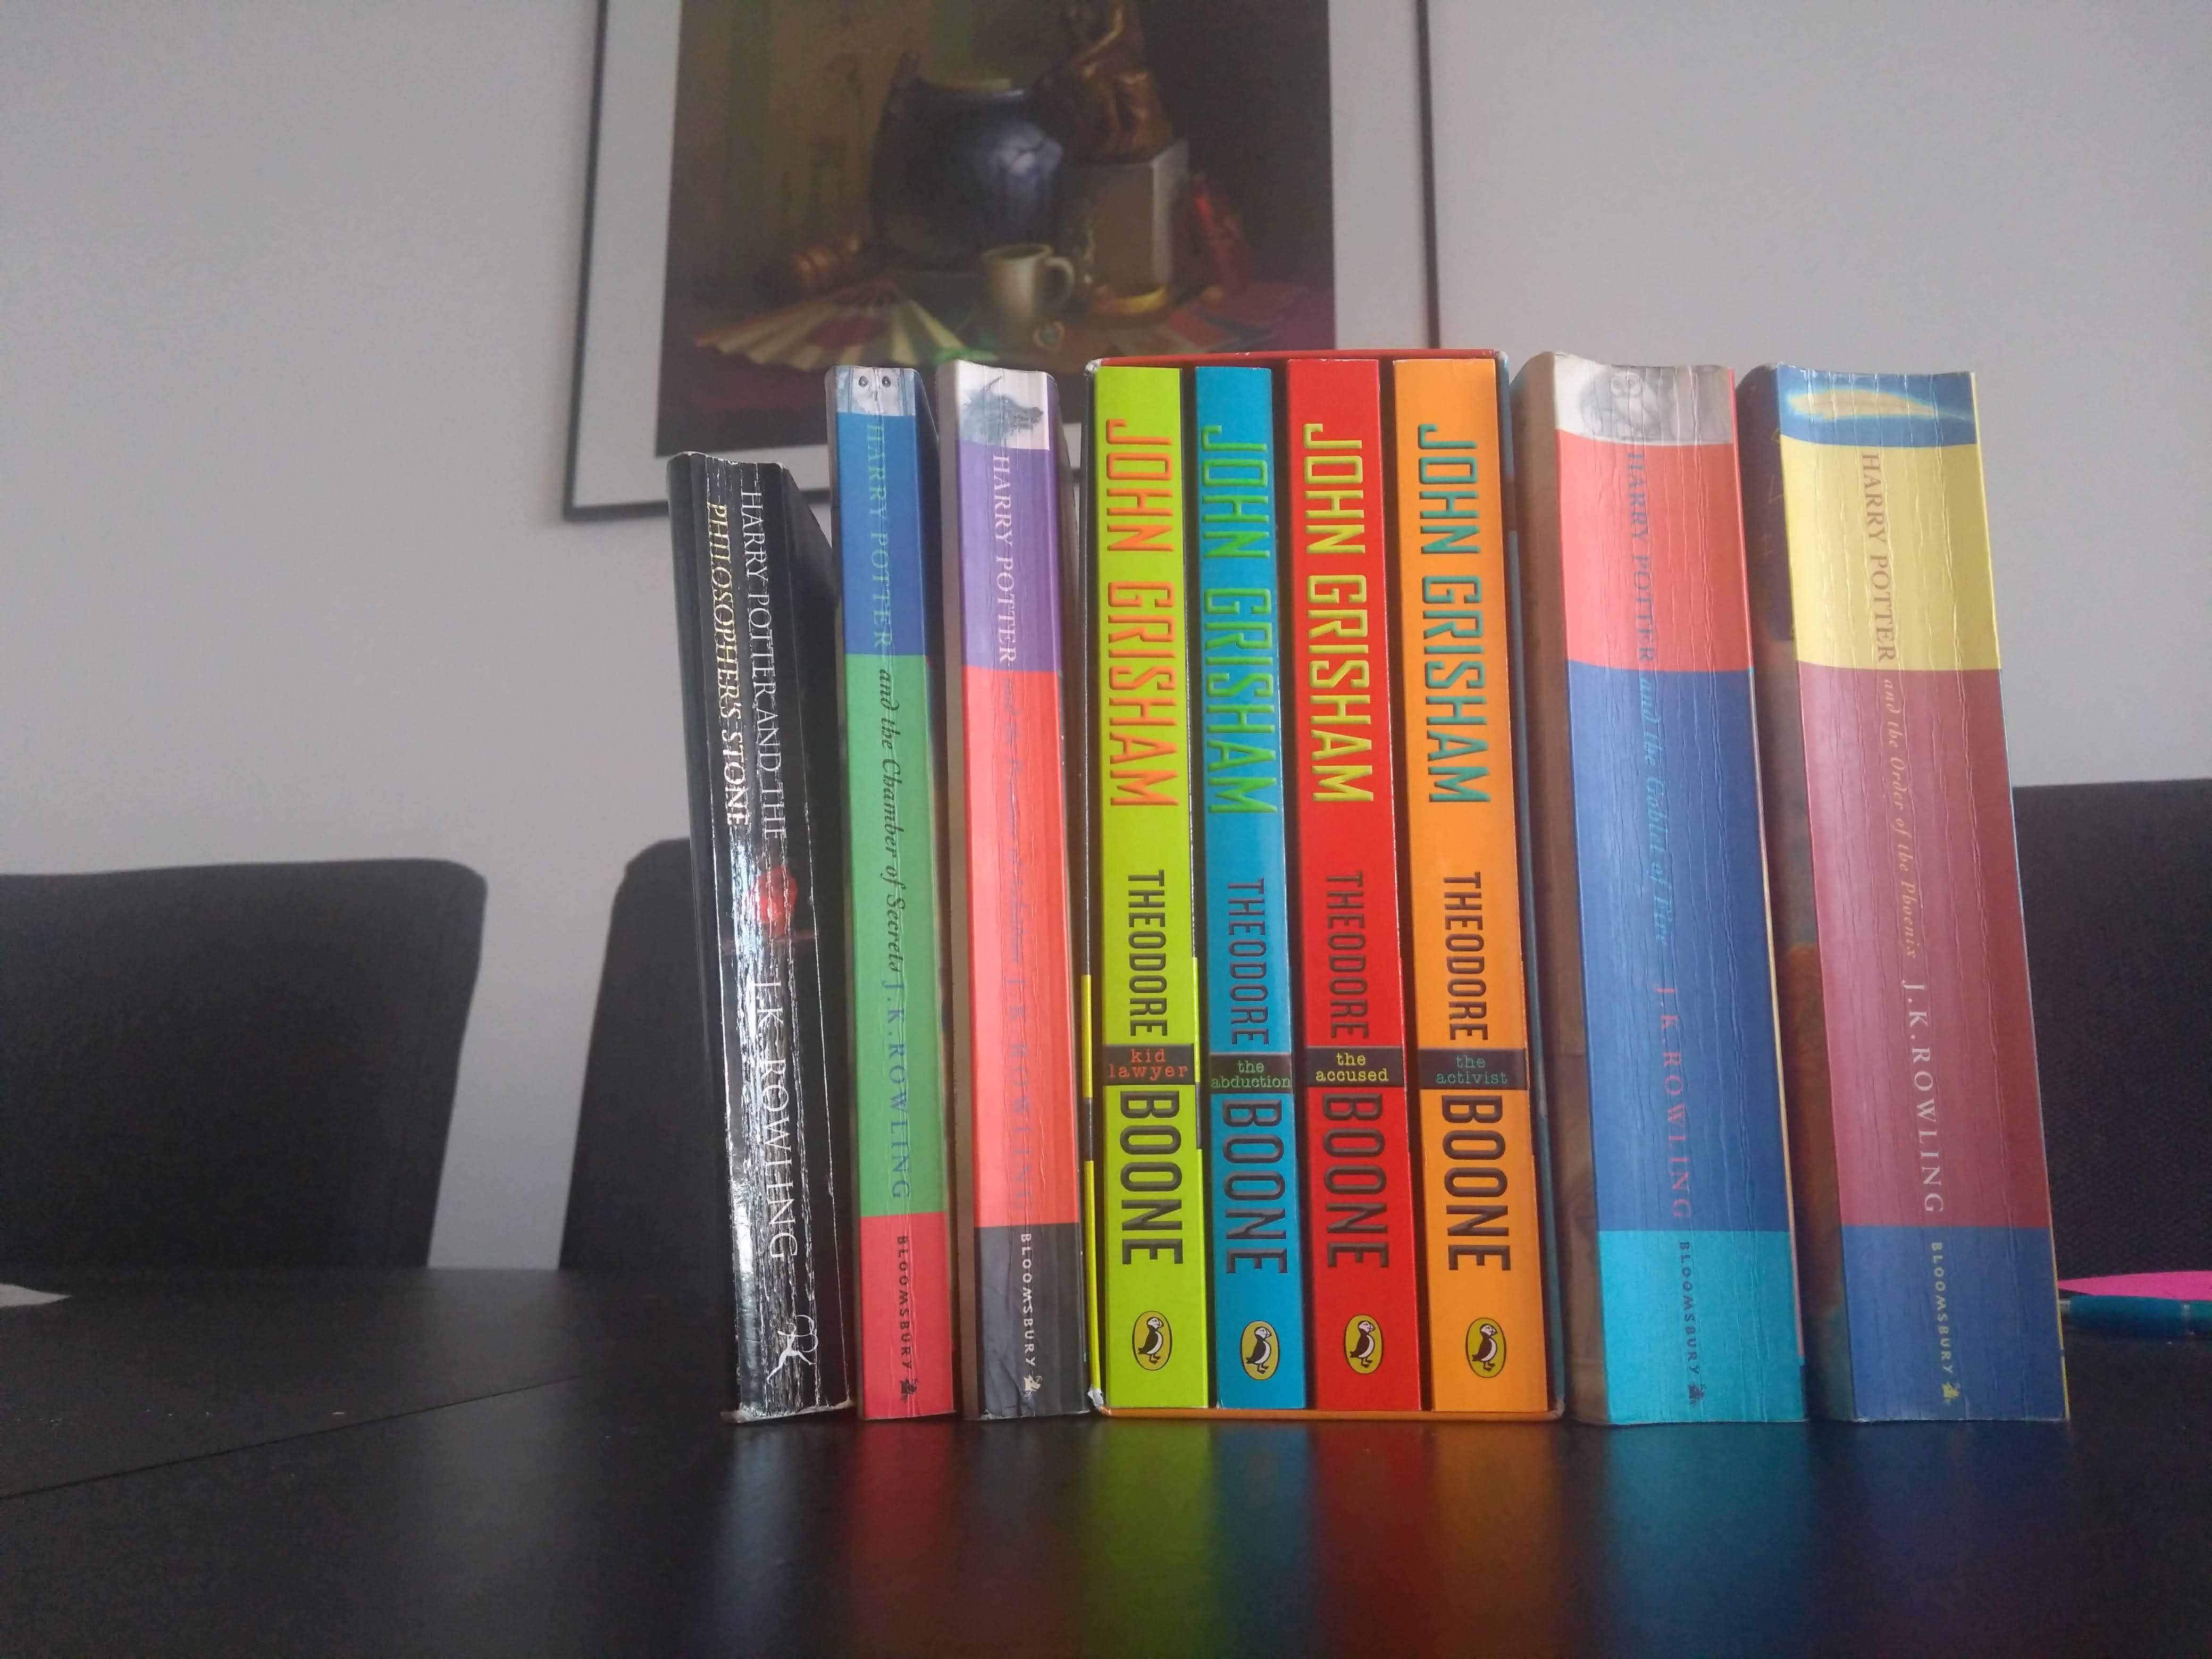 HARRY POTTER AND THE
PHILOSOPHER'S STONE
J.K. ROWLING
HARRY POTTER and the Chamber of Secrets J.K.ROWLING
BLOOMSBURY
HARRY POTTER
J.K.ROWLING
BLOOMSBURY
JOHN GRISHAM
THEODORE
kid
lawyer
BOONE
JOHN GRISHAM
THEODORE
the
abduction
BOONE
JOHN GRISHAM
THEODORE
the
accused
BOONE
JOHN GRISHAM
THEODORE
the
activist
BOONE
HARRY POTTER and the Goblet of Fire J.K.ROWLING
BLOOMSBURY
HARRY POTTER and the Order of the Phoenix J.K.ROWLING
BLOOMSBURY